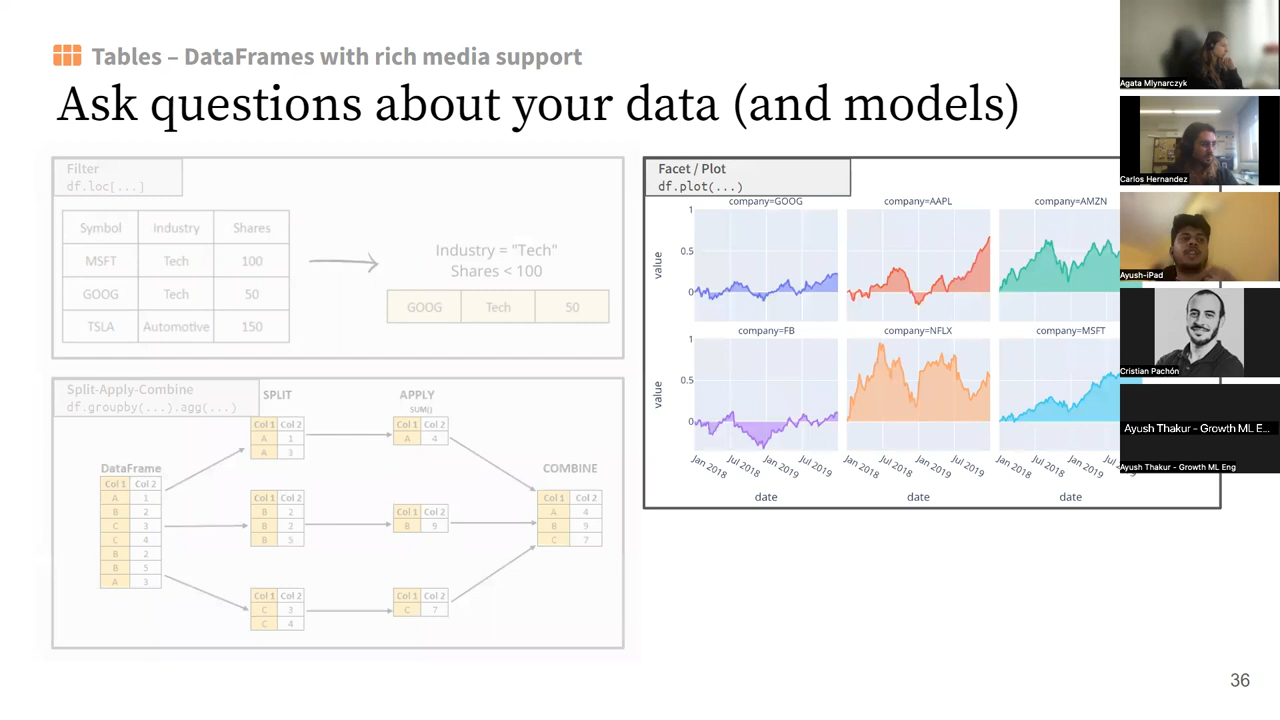 Tables – DataFrames with rich media support
Ask questions about your data (and models)
Filter
df.loc[...]
Symbol Industry Shares
MSFT Tech 100
GOOG Tech 50
TSLA Automotive 150
Industry = "Tech"
Shares < 100
GOOG Tech 50
Split-Apply-Combine
df.groupby(...).agg(...)
SPLIT
APPLY
SUM()
COMBINE
DataFrame
Col 1 Col 2
A 1
B 2
C 3
C 4
B 2
B 5
A 3
Col 1 Col 2
A 1
A 3
Col 1 Col 2
B 2
B 2
B 5
Col 1 Col 2
C 3
C 4
Col 1 Col 2
A 4
Col 1 Col 2
B 9
Col 1 Col 2
C 7
Col 1 Col 2
A 4
B 9
C 7
Facet / Plot
df.plot(...)
company=GOOG company=AAPL company=AMZN
1
0.5
0
value
company=FB company=NFLX company=MSFT
1
0.5
0
value
Jan 2018 Jul 2018 Jan 2019 Jul 2019
Jan 2018 Jul 2018 Jan 2019 Jul 2019
Jan 2018 Jul 2018 Jan 2019
date date date
36
Agata Mlynarczyk
Carlos Hernandez
Ayush-iPad
Cristian Pachón
Ayush Thakur - Growth ML E...
Ayush Thakur - Growth ML Eng